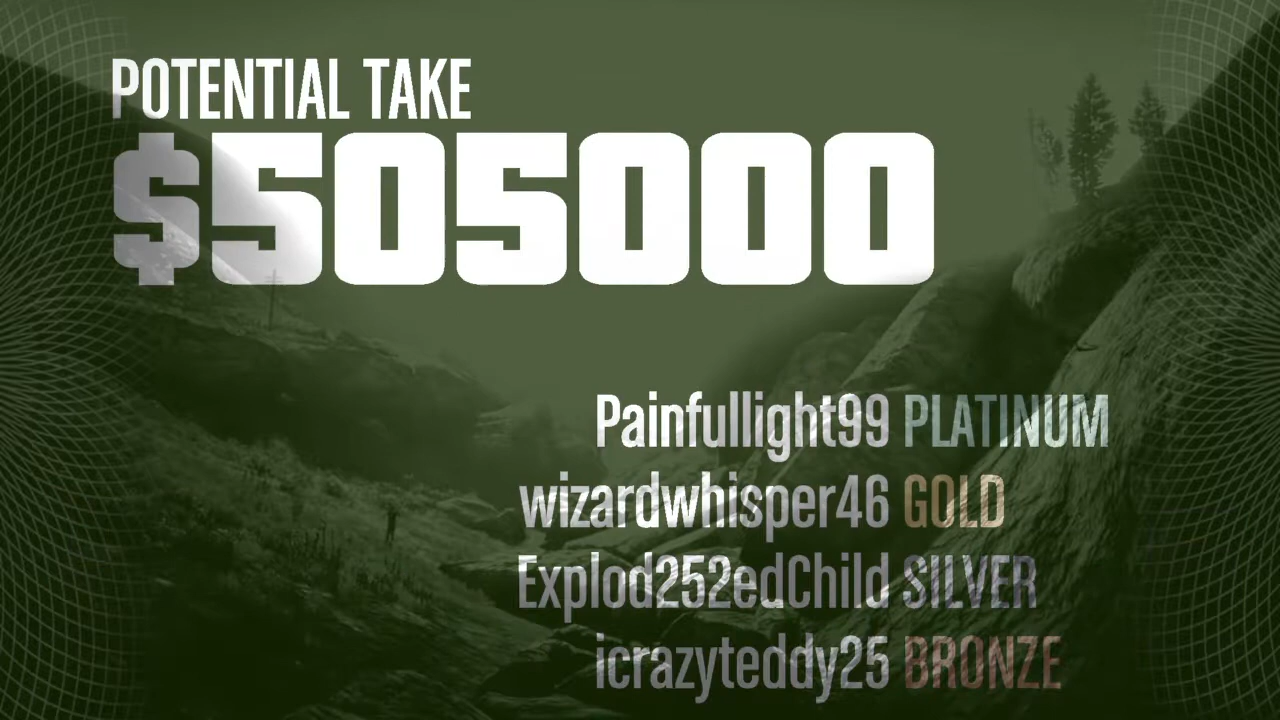 POTENTIAL TAKE
$505000
Painfullight99 PLATINUM
wizardwhisper46 GOLD
Explod252edChild SILVER
icrazyteddy25 BRONZE